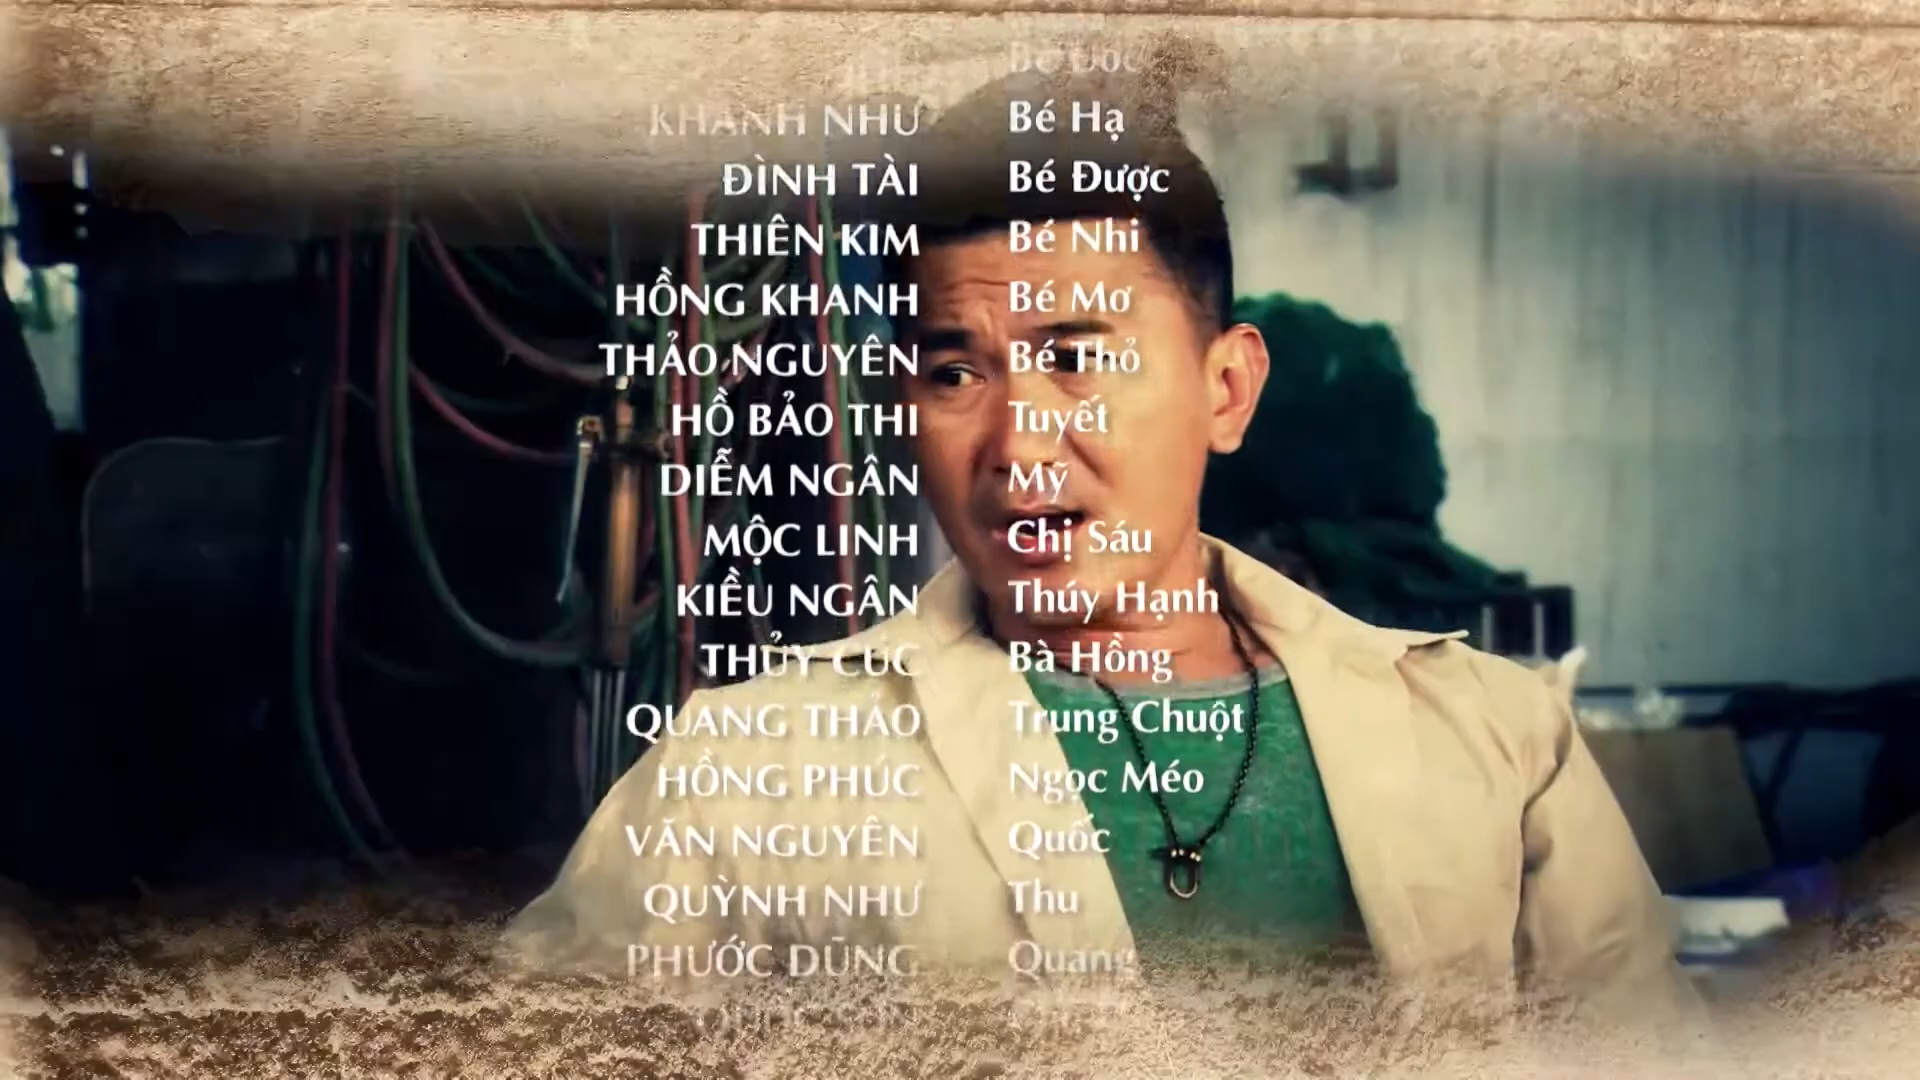 KHÁNH NHƯ Bé Hạ
ĐÌNH TÀI Bé Được
THIÊN KIM Bé Nhi
HỒNG KHANH Bé Mơ
THẢO NGUYÊN Bé Thỏ
HỒ BẢO THI Tuyết
DIỄM NGÂN Mỹ
MỘC LINH Chị Sáu
KIỀU NGÂN Thúy Hạnh
THỦY CÚC Bà Hồng
QUANG THẢO Trung Chuột
HỒNG PHÚC Ngọc Méo
VĂN NGUYÊN Quốc
QUỲNH NHƯ Thu
PHƯỚC DŨNG Quang